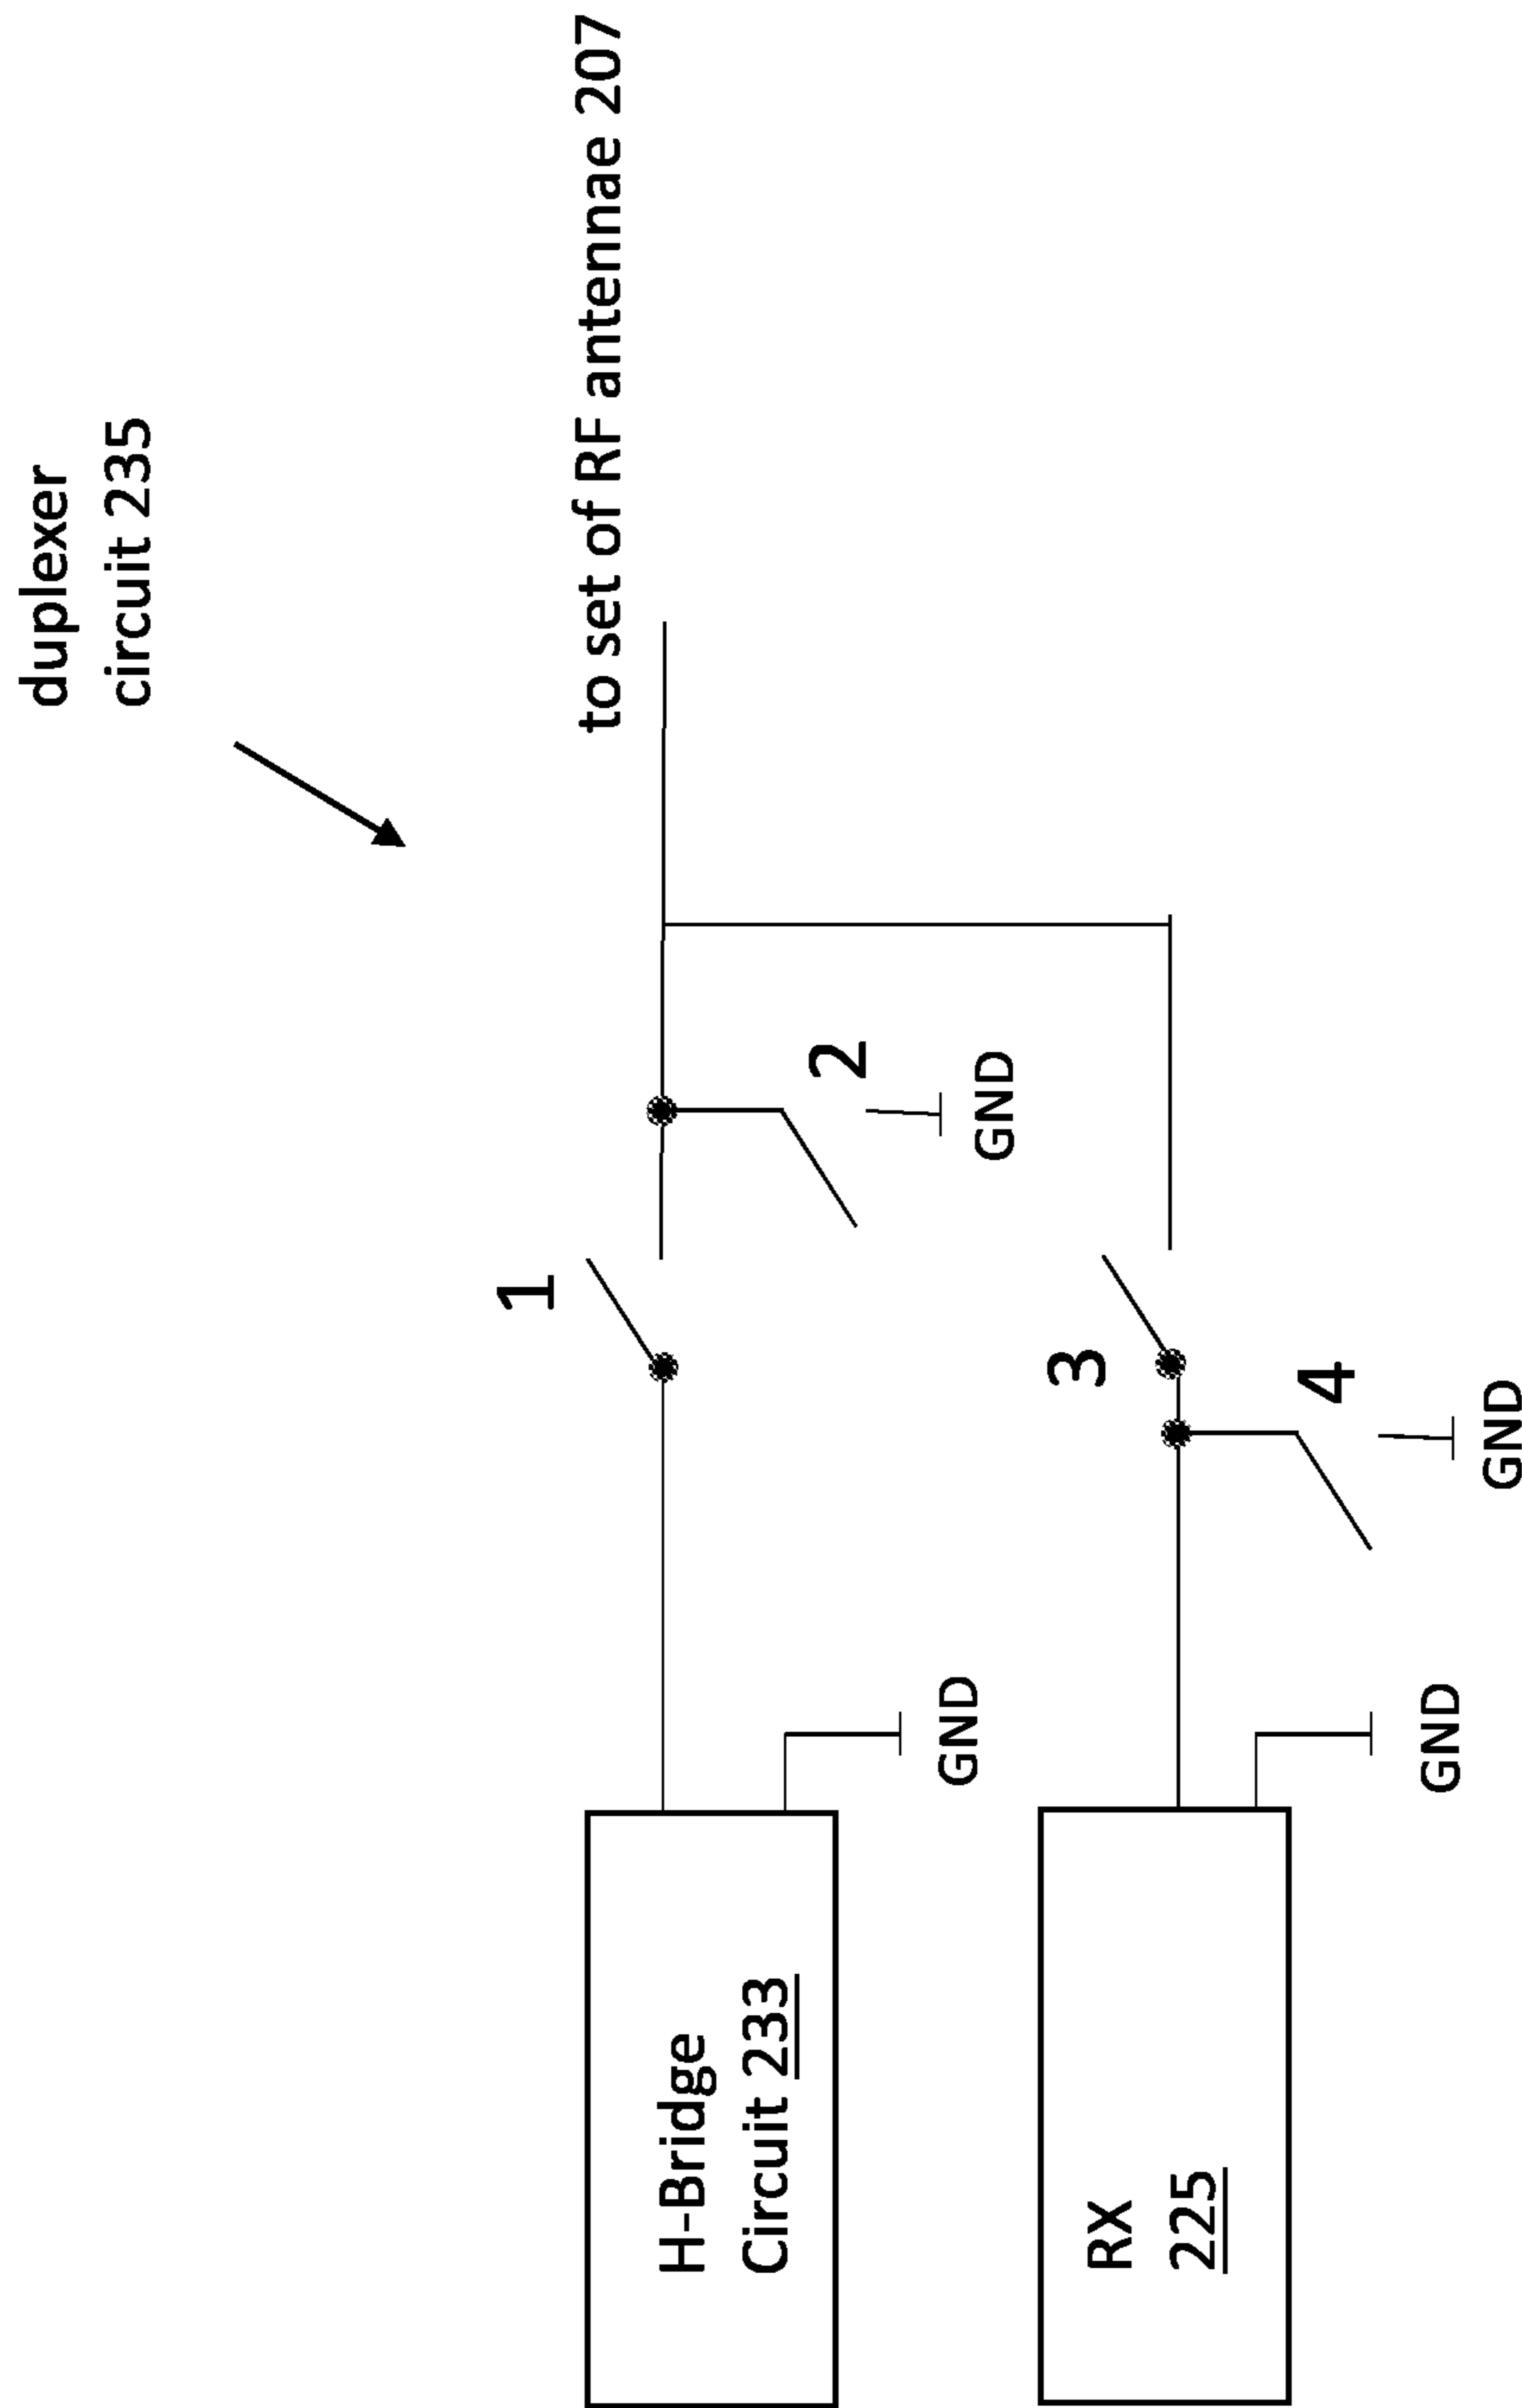 duplexer
circuit 235
to set of RF antennae 207
1
2
GND
3
4
GND
H-Bridge
Circuit 233
GND
RX
225
GND